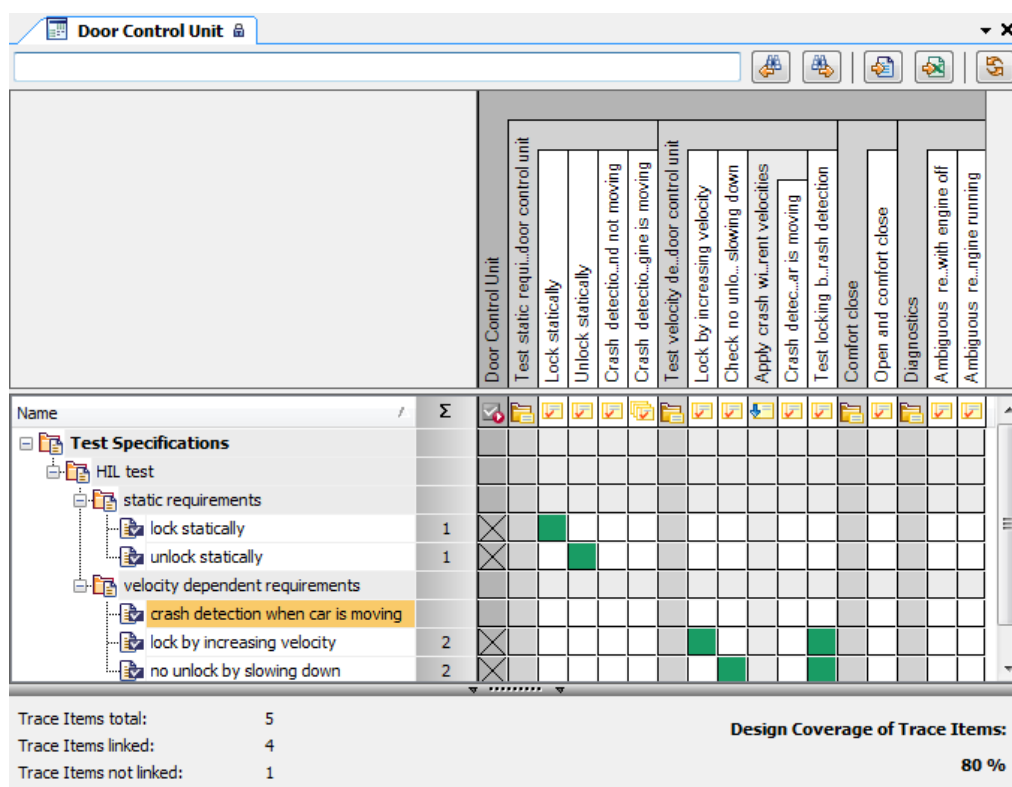 Door Control Unit
Door Control Unit
Test static requi...door control unit
Lock statically
Unlock statically
Crash detectio...nd not moving
Crash detectio...gine is moving
Test velocity de...door control unit
Lock by increasing velocity
Check no unlo... slowing down
Apply crash wi...rent velocities
Crash detec...ar is moving
Test locking b...rash detection
Comfort close
Open and comfort close
Diagnostics
Ambiguous re...with engine off
Ambiguous re...ngine running
Name / Σ
Test Specifications
HIL test
static requirements
lock statically 1
unlock statically 1
velocity dependent requirements
crash detection when car is moving
lock by increasing velocity 2
no unlock by slowing down 2
Trace Items total: 5
Trace Items linked: 4
Trace Items not linked: 1
Design Coverage of Trace Items:
80 %